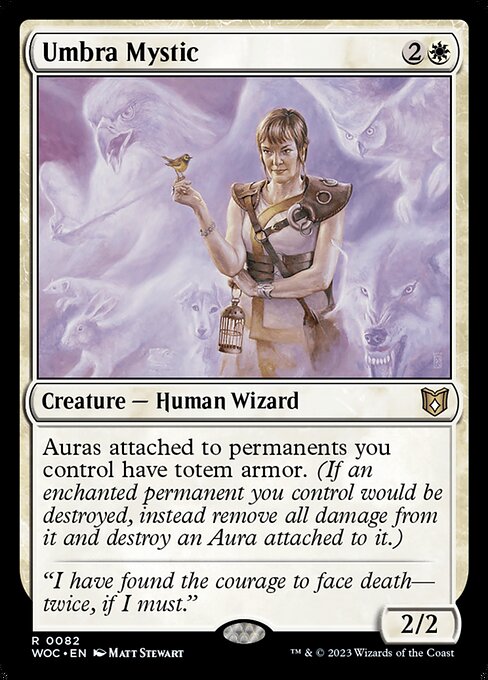 Umbra Mystic 2
Creature — Human Wizard
Auras attached to permanents you
control have totem armor. (If an
enchanted permanent you control would be
destroyed, instead remove all damage from
it and destroy an Aura attached to it.)
“I have found the courage to face death—
twice, if I must.”
2/2
R 0082
WOC • EN Matt Stewart
™ & © 2023 Wizards of the Coast